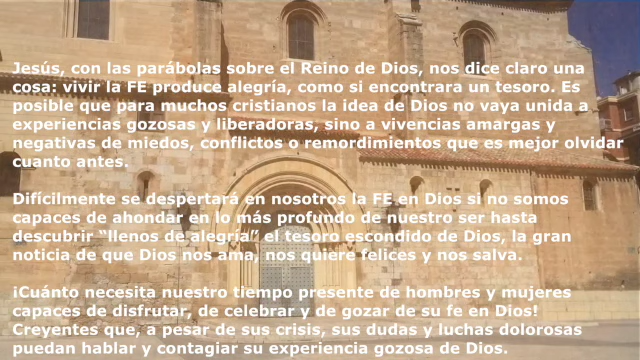 Jesús, con las parábolas sobre el Reino de Dios, nos dice claro una
cosa: vivir la FE produce alegría, como si encontrara un tesoro. Es
posible que para muchos cristianos la idea de Dios no vaya unida a
experiencias gozosas y liberadoras, sino a vivencias amargas y
negativas de miedos, conflictos o remordimientos que es mejor olvidar
cuanto antes.
Difícilmente se despertará en nosotros la FE en Dios si no somos
capaces de ahondar en lo más profundo de nuestro ser hasta
descubrir “llenos de alegría” el tesoro escondido de Dios, la gran
noticia de que Dios nos ama, nos quiere felices y nos salva.
¡Cuánto necesita nuestro tiempo presente de hombres y mujeres
capaces de disfrutar, de celebrar y de gozar de su fe en Dios!
Creyentes que, a pesar de sus crisis, sus dudas y luchas dolorosas
puedan hablar y contagiar su experiencia gozosa de Dios.